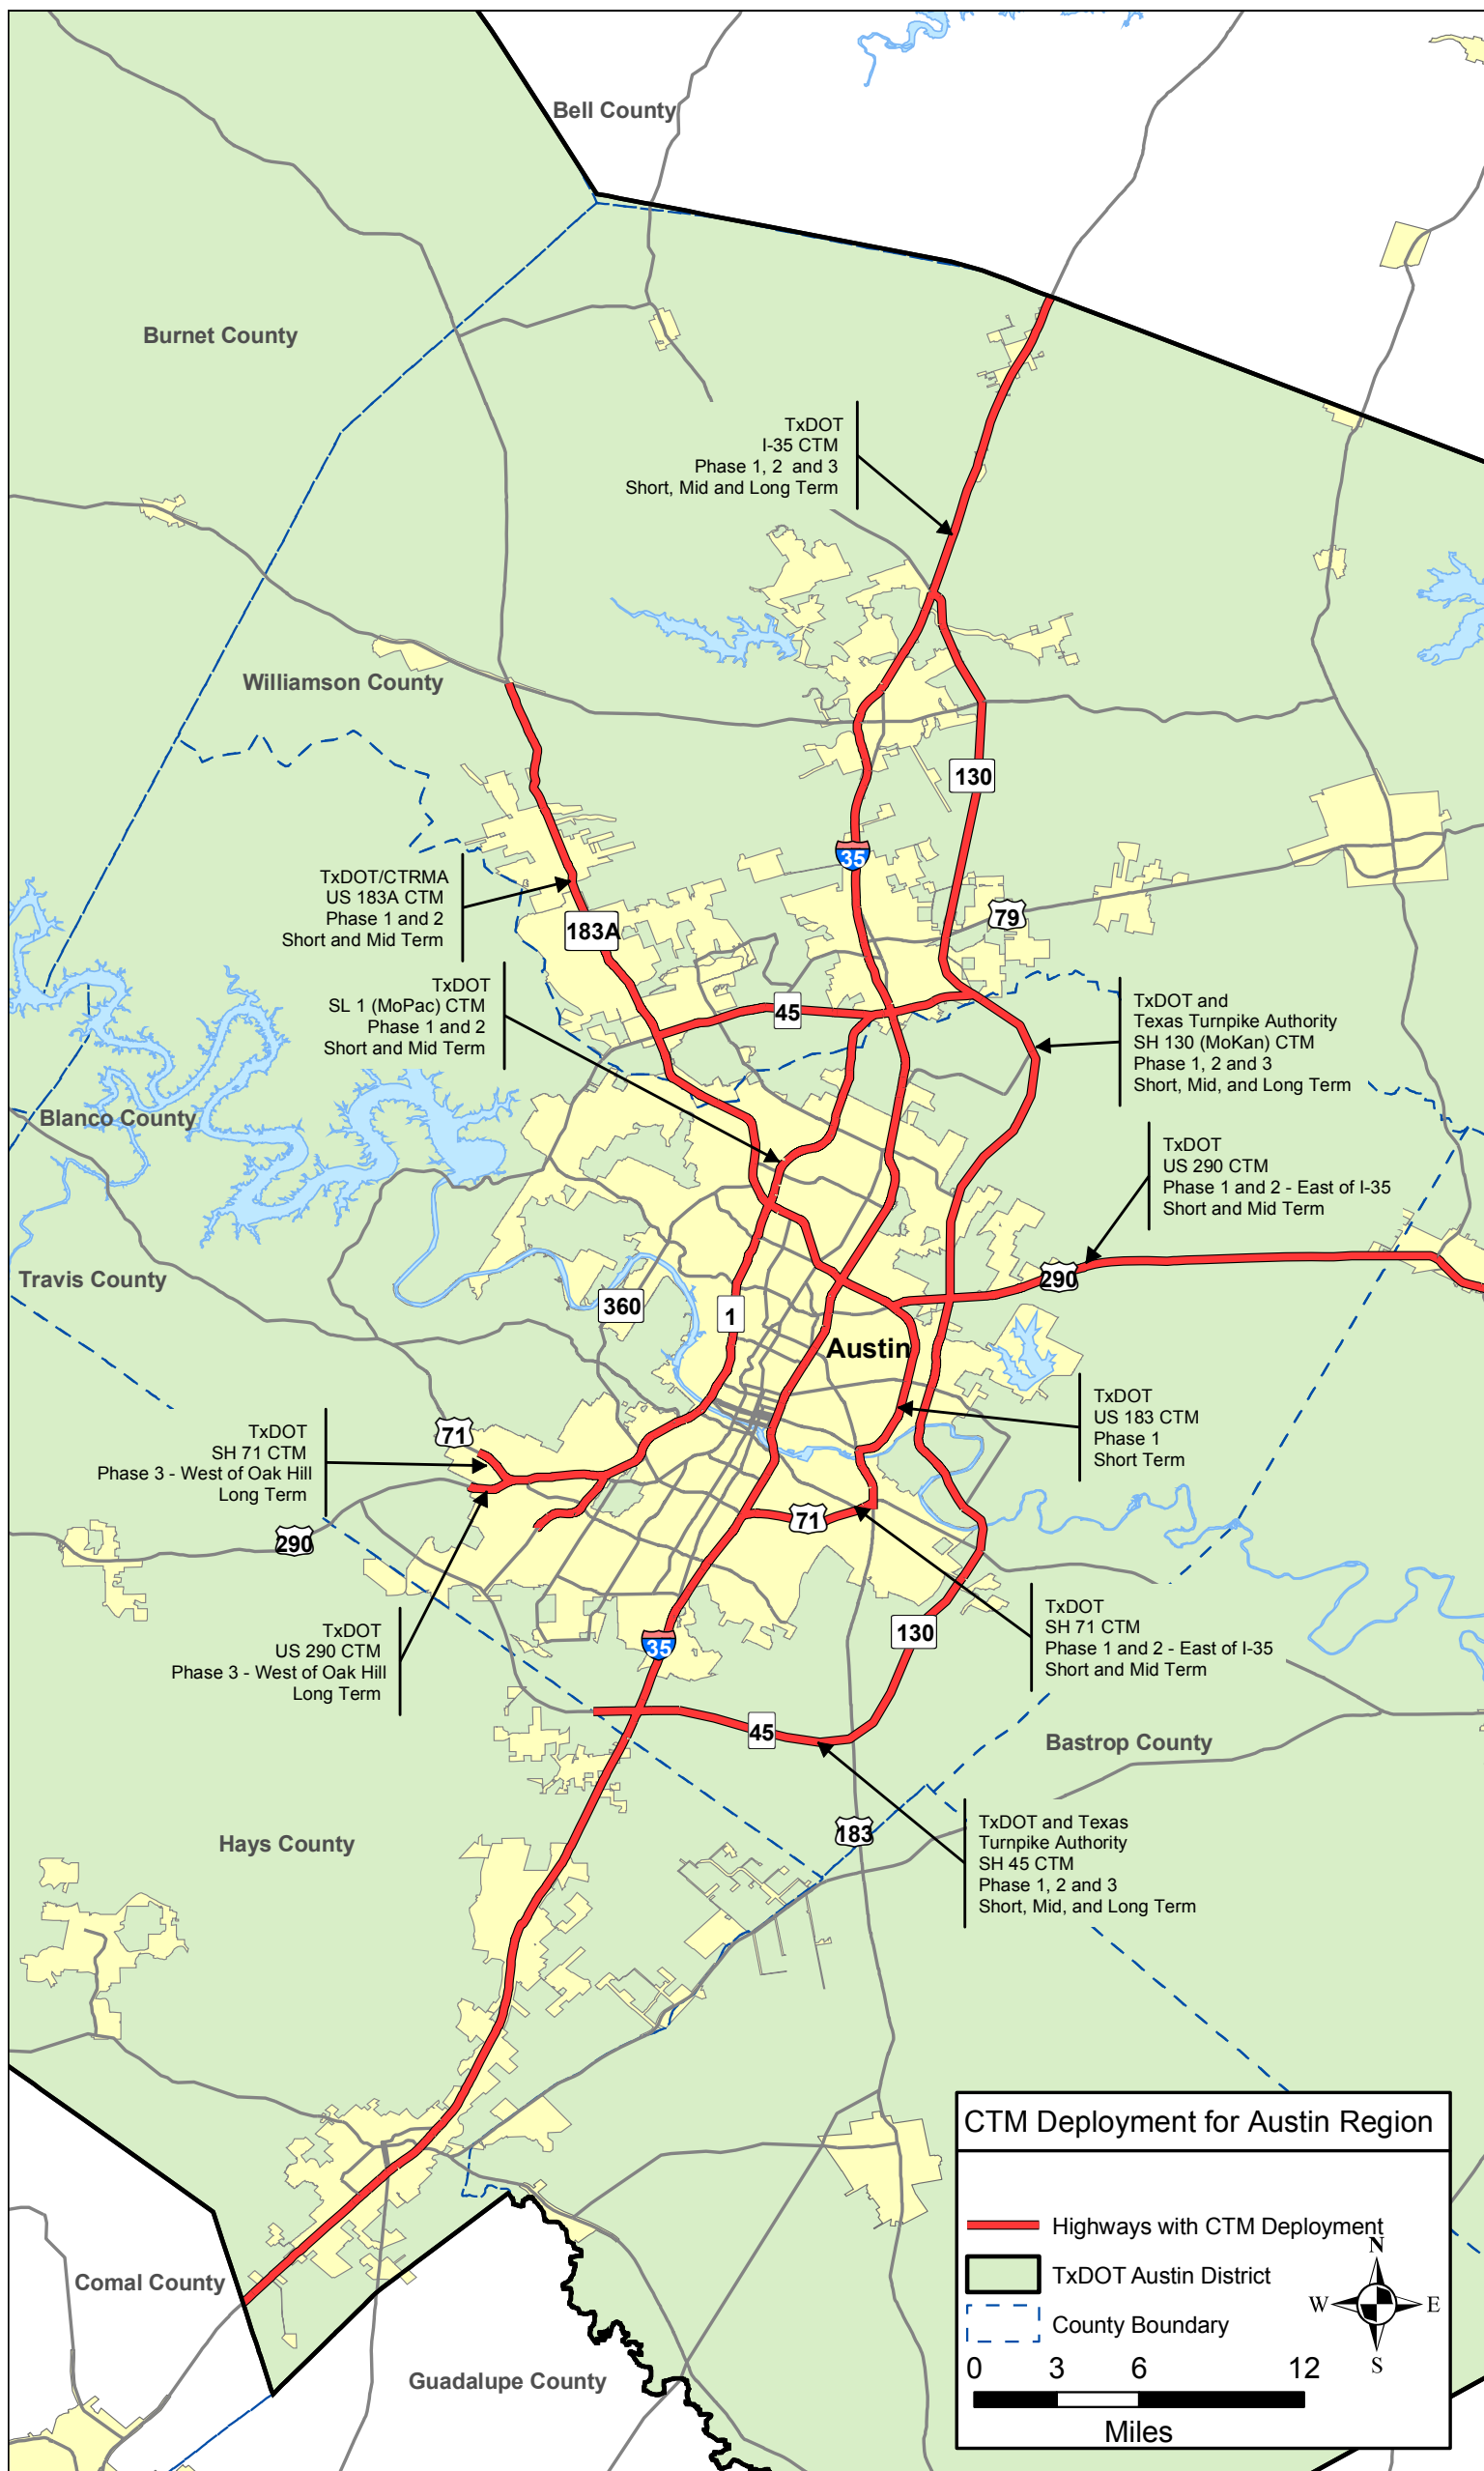 Bell County
Burnet County
TxDOT
I-35 CTM
Phase 1, 2 and 3
Short, Mid and Long Term
Williamson County
130
35
TxDOT/CTRMA
US 183A CTM
Phase 1 and 2
Short and Mid Term
183A
79
TxDOT
SL 1 (MoPac) CTM
Phase 1 and 2
Short and Mid Term
45
TxDOT and
Texas Turnpike Authority
SH 130 (MoKan) CTM
Phase 1, 2 and 3
Short, Mid, and Long Term
Blanco County
TxDOT
US 290 CTM
Phase 1 and 2 - East of I-35
Short and Mid Term
Travis County
290
360
1
Austin
TxDOT
US 183 CTM
Phase 1
Short Term
71
TxDOT
SH 71 CTM
Phase 3 - West of Oak Hill
Long Term
71
290
TxDOT
US 290 CTM
Phase 3 - West of Oak Hill
Long Term
35
130
TxDOT
SH 71 CTM
Phase 1 and 2 - East of I-35
Short and Mid Term
45
Bastrop County
Hays County
183
TxDOT and Texas
Turnpike Authority
SH 45 CTM
Phase 1, 2 and 3
Short, Mid, and Long Term
CTM Deployment for Austin Region
Highways with CTM Deployment
TxDOT Austin District
County Boundary
N
W
E
S
0 3 6 12
Miles
Comal County
Guadalupe County